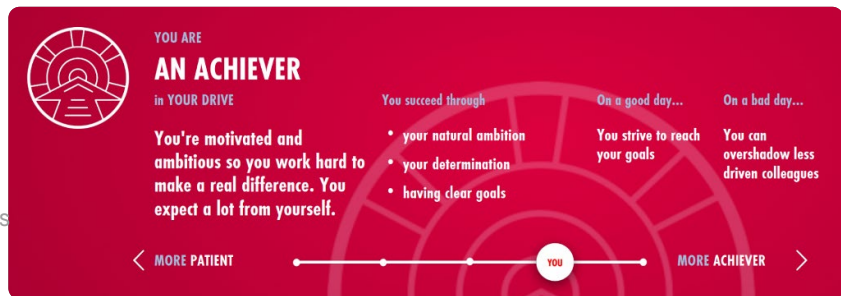 YOU ARE
AN ACHIEVER
in YOUR DRIVE
You're motivated and
ambitious so you work hard to
make a real difference. You
expect a lot from yourself.
You succeed through
• your natural ambition
• your determination
• having clear goals
On a good day...
You strive to reach
your goals
On a bad day...
You can
overshadow less
driven colleagues
s
MORE PATIENT
YOU
MORE ACHIEVER